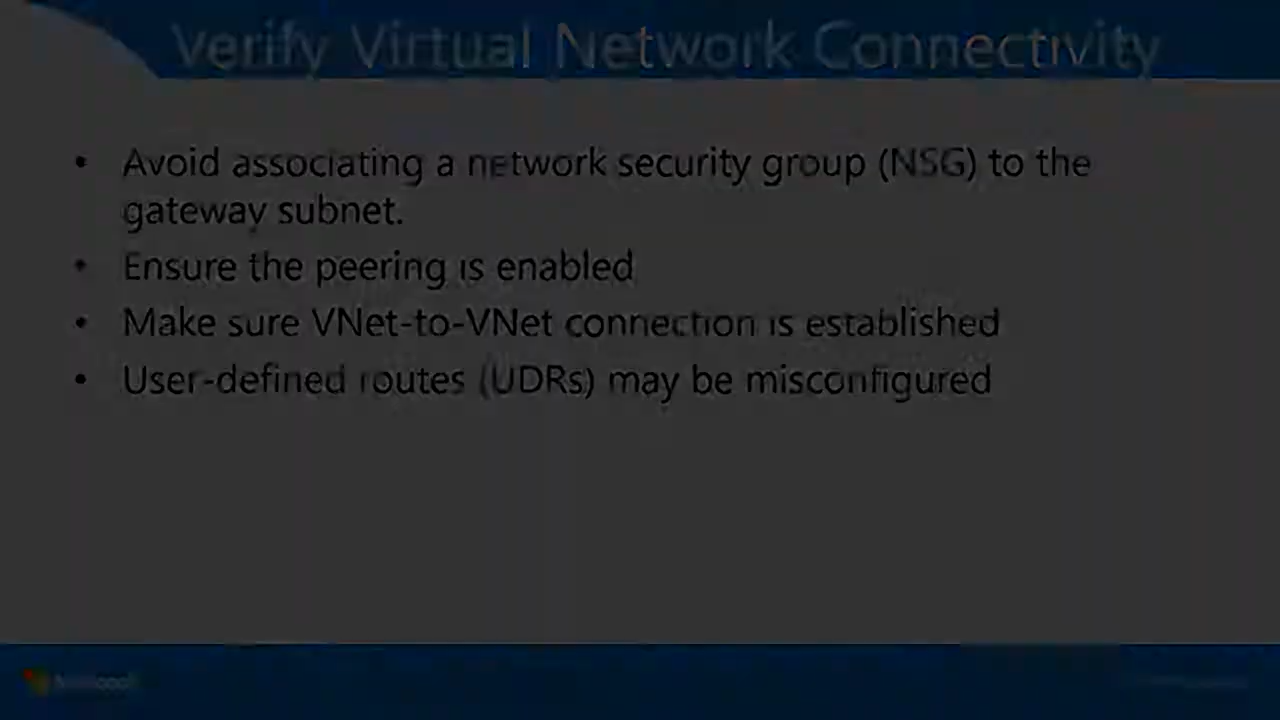 Verify Virtual Network Connectivity
• Avoid associating a network security group (NSG) to the
gateway subnet.
• Ensure the peering is enabled
• Make sure VNet-to-VNet connection is established
• User-defined routes (UDRs) may be misconfigured
Microsoft